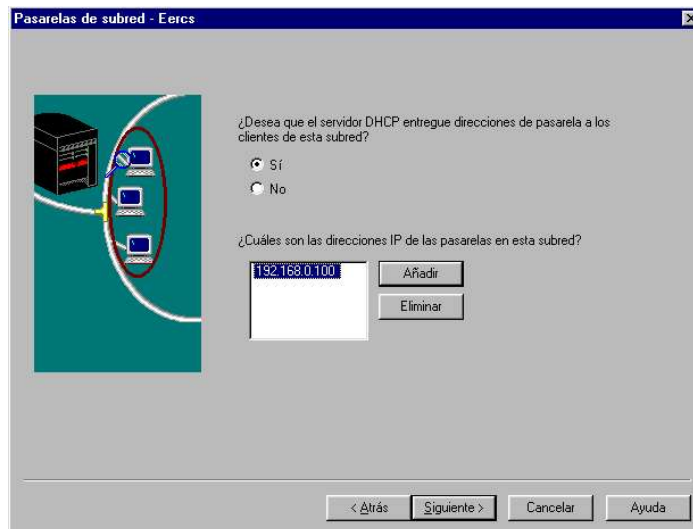 Pasarelas de subred - Eercs
¿Desea que el servidor DHCP entregue direcciones de pasarela a los
clientes de esta subred?
Sí
No
¿Cuáles son las direcciones IP de las pasarelas en esta subred?
192.168.0.100
Añadir
Eliminar
< Atrás
Siguiente >
Cancelar
Ayuda